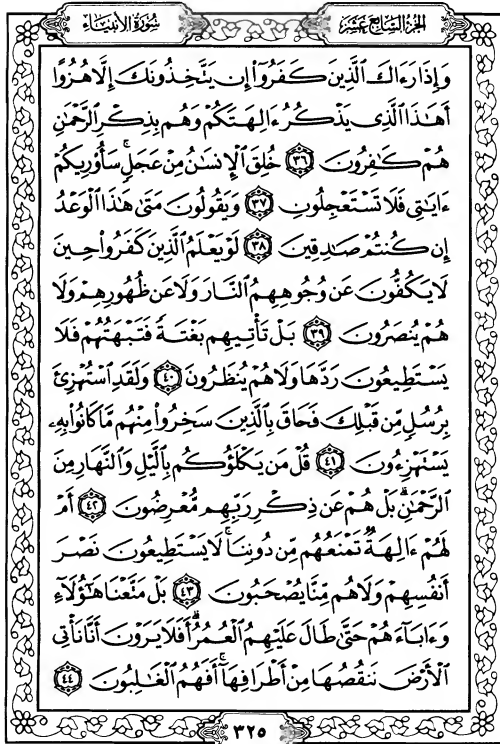 سُورَةُ الأَنبِيَاء
الجزء السابع عشر
وَإِذَا رَءَاكَ ٱلَّذِينَ كَفَرُوٓا۟ إِن يَتَّخِذُونَكَ إِلَّا هُزُوًا
أَهَٰذَا ٱلَّذِى يَذْكُرُ ءَالِهَتَكُمْ وَهُم بِذِكْرِ ٱلرَّحْمَٰنِ
هُمْ كَٰفِرُونَ ٣٦ خُلِقَ ٱلْإِنسَٰنُ مِنْ عَجَلٍ ۚ سَأُو۟رِيكُمْ
ءَايَٰتِى فَلَا تَسْتَعْجِلُونِ ٣٧ وَيَقُولُونَ مَتَىٰ هَٰذَا ٱلْوَعْدُ
إِن كُنتُمْ صَٰدِقِينَ ٣٨ لَوْ يَعْلَمُ ٱلَّذِينَ كَفَرُوا۟ حِينَ
لَا يَكُفُّونَ عَن وُجُوهِهِمُ ٱلنَّارَ وَلَا عَن ظُهُورِهِمْ وَلَا
هُمْ يُنصَرُونَ ٣٩ بَلْ تَأْتِيهِم بَغْتَةً فَتَبْهَتُهُمْ فَلَا
يَسْتَطِيعُونَ رَدَّهَا وَلَا هُمْ يُنظَرُونَ ٤٠ وَلَقَدِ ٱسْتُهْزِئَ
بِرُسُلٍ مِّن قَبْلِكَ فَحَاقَ بِٱلَّذِينَ سَخِرُوا۟ مِنْهُم مَّا كَانُوا۟ بِهِۦ
يَسْتَهْزِءُونَ ٤١ قُلْ مَن يَكْلَؤُكُم بِٱلَّيْلِ وَٱلنَّهَارِ مِنَ
ٱلرَّحْمَٰنِ ۗ بَلْ هُمْ عَن ذِكْرِ رَبِّهِم مُّعْرِضُونَ ٤٢ أَمْ
لَهُمْ ءَالِهَةٌ تَمْنَعُهُم مِّن دُونِنَا ۚ لَا يَسْتَطِيعُونَ نَصْرَ
أَنفُسِهِمْ وَلَا هُم مِّنَّا يُصْحَبُونَ ٤٣ بَلْ مَتَّعْنَا هَٰٓؤُلَآءِ
وَءَابَآءَهُمْ حَتَّىٰ طَالَ عَلَيْهِمُ ٱلْعُمُرُ ۗ أَفَلَا يَرَوْنَ أَنَّا نَأْتِى
ٱلْأَرْضَ نَنقُصُهَا مِنْ أَطْرَافِهَآ ۚ أَفَهُمُ ٱلْغَٰلِبُونَ ٤٤
٣٢٥